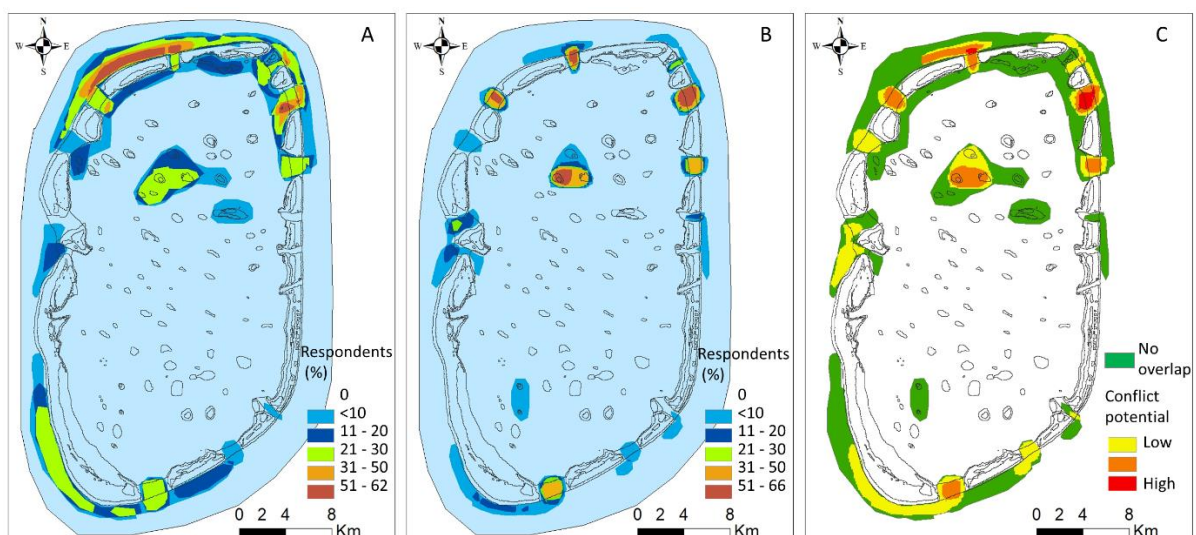 N
W E
S
A
Respondents
(%)
0
<10
11 - 20
21 - 30
31 - 50
51 - 62
0 2 4 8
Km
N
W E
S
B
Respondents
(%)
0
<10
11 - 20
21 - 30
31 - 50
51 - 66
0 2 4 8
Km
N
W E
S
C
No
overlap
Conflict
potential
Low
High
0 2 4 8
Km